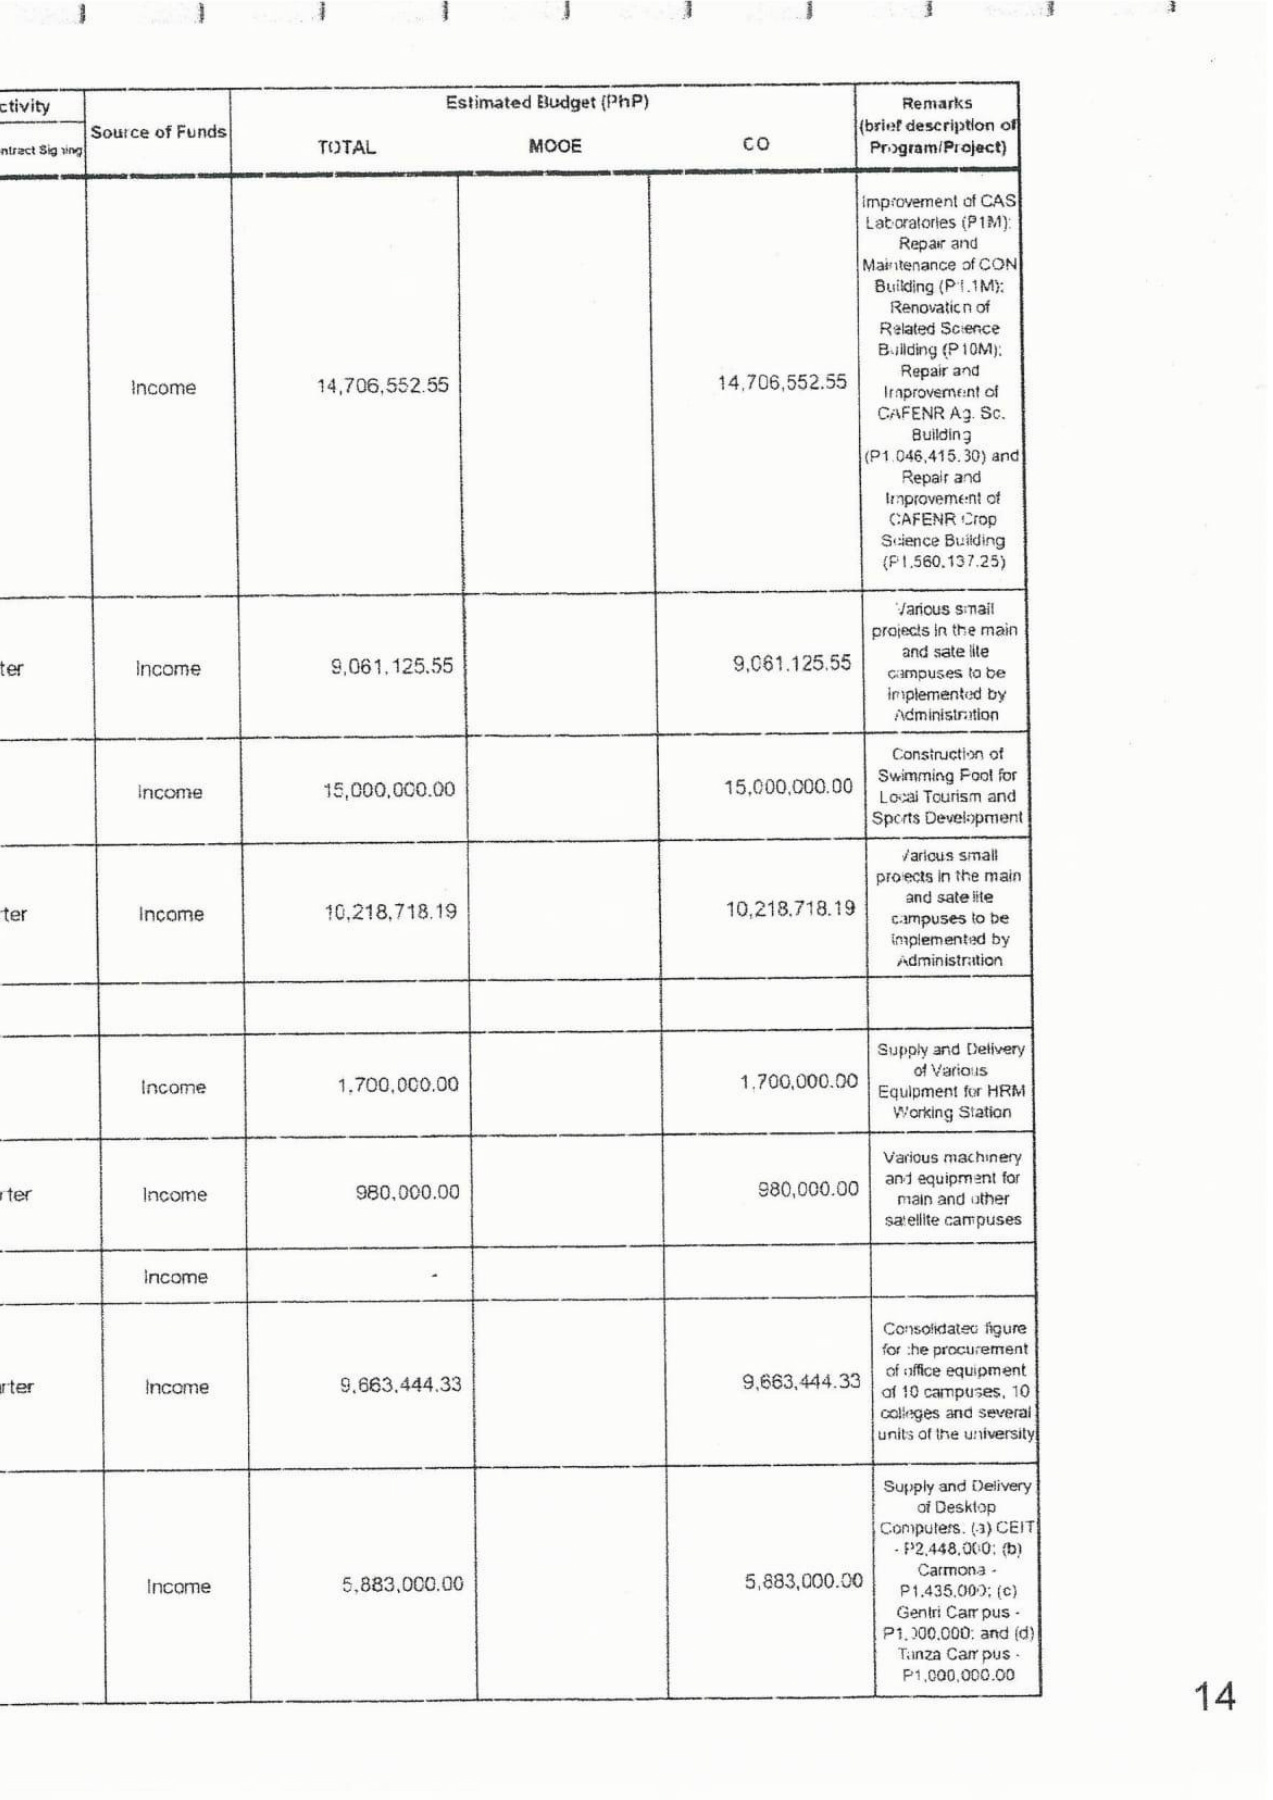 ctivity
ntract Signing
Source of Funds
Estimated Budget (PhP)
TOTAL MOOE CO
Remarks
(brief description of
Program/Project)
Income 14,706,552.55 14,706,552.55
Improvement of CAS
Laboratories (P1M);
Repair and
Maintenance of CON
Building (P1.1M);
Renovation of
Related Science
Building (P10M);
Repair and
Improvement of
CAFENR Ag. Sc.
Building
(P1,046,415.30) and
Repair and
Improvement of
CAFENR Crop
Science Building
(P1,560,137.25)
ter Income 9,061,125.55 9,061,125.55
Various small
projects in the main
and satellite
campuses to be
implemented by
Administration
Income 15,000,000.00 15,000,000.00
Construction of
Swimming Pool for
Local Tourism and
Sports Development
ter Income 10,218,718.19 10,218,718.19
Various small
projects in the main
and satellite
campuses to be
implemented by
Administration
Income 1,700,000.00 1,700,000.00
Supply and Delivery
of Various
Equipment for HRM
Working Station
rter Income 980,000.00 980,000.00
Various machinery
and equipment for
main and other
satellite campuses
Income -
rter Income 9,663,444.33 9,663,444.33
Consolidated figure
for the procurement
of office equipment
of 10 campuses, 10
colleges and several
units of the university
Income 5,883,000.00 5,883,000.00
Supply and Delivery
of Desktop
Computers. (a) CEIT
- P2,448,000; (b)
Carmona -
P1,435,000; (c)
Gentri Campus -
P1,000,000; and (d)
Tanza Campus -
P1,000,000.00
14